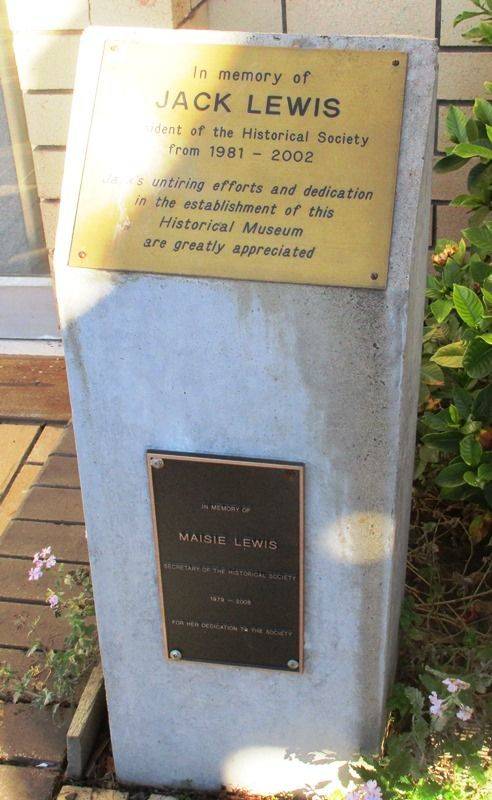 In memory of
JACK LEWIS
ident of the Historical Society
from 1981 - 2002
Jack's untiring efforts and dedication
in the establishment of this
Historical Museum
are greatly appreciated
IN MEMORY OF
MAISIE LEWIS
SECRETARY OF THE HISTORICAL SOCIETY
1979 - 2005
FOR HER DEDICATION TO THE SOCIETY